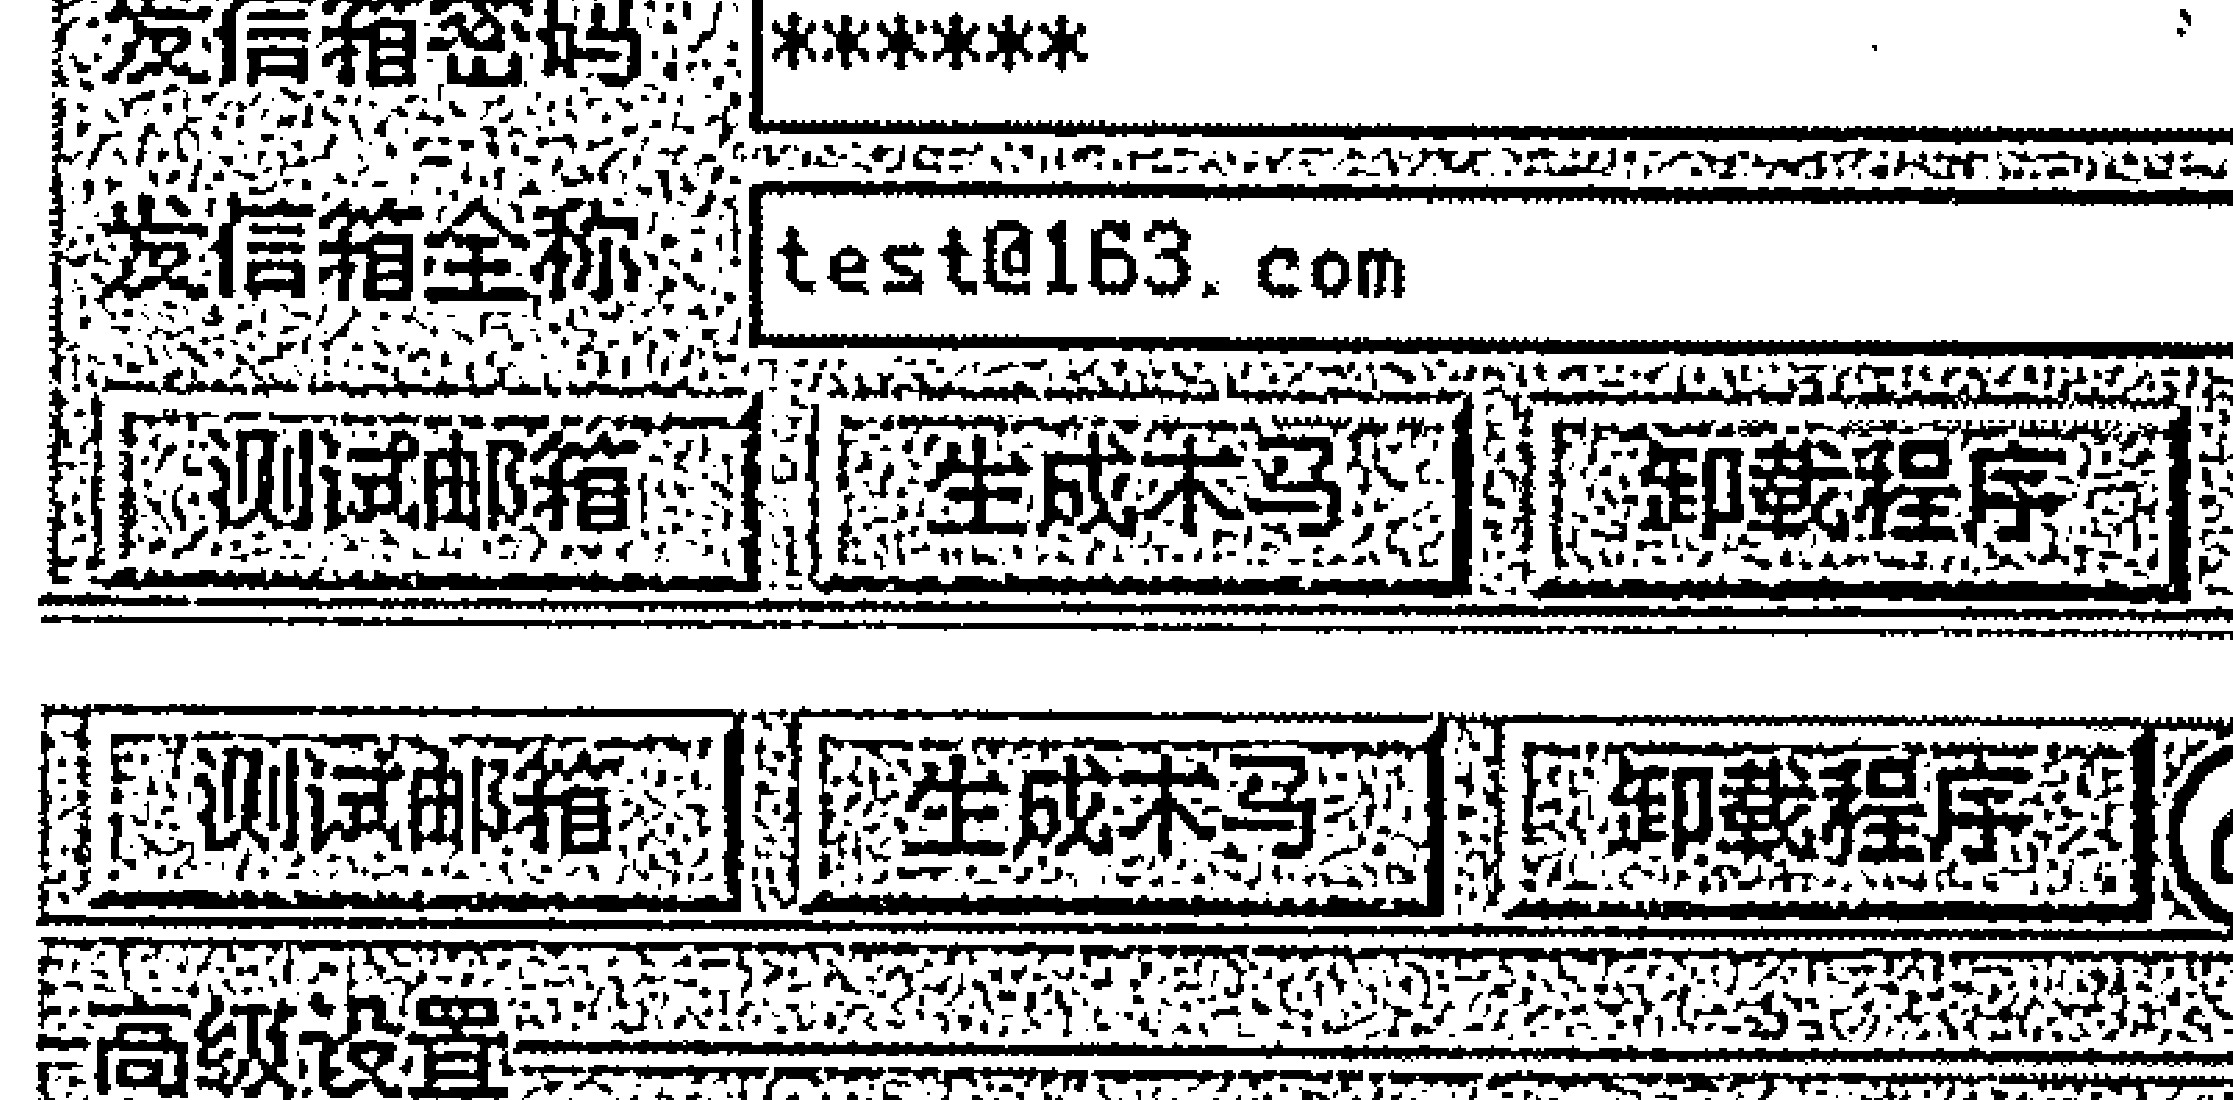 发信箱密码 ******
发信箱全称 test@163.com
测试邮箱 生成木马 卸载程序
测试邮箱 生成木马 卸载程序
高级设置